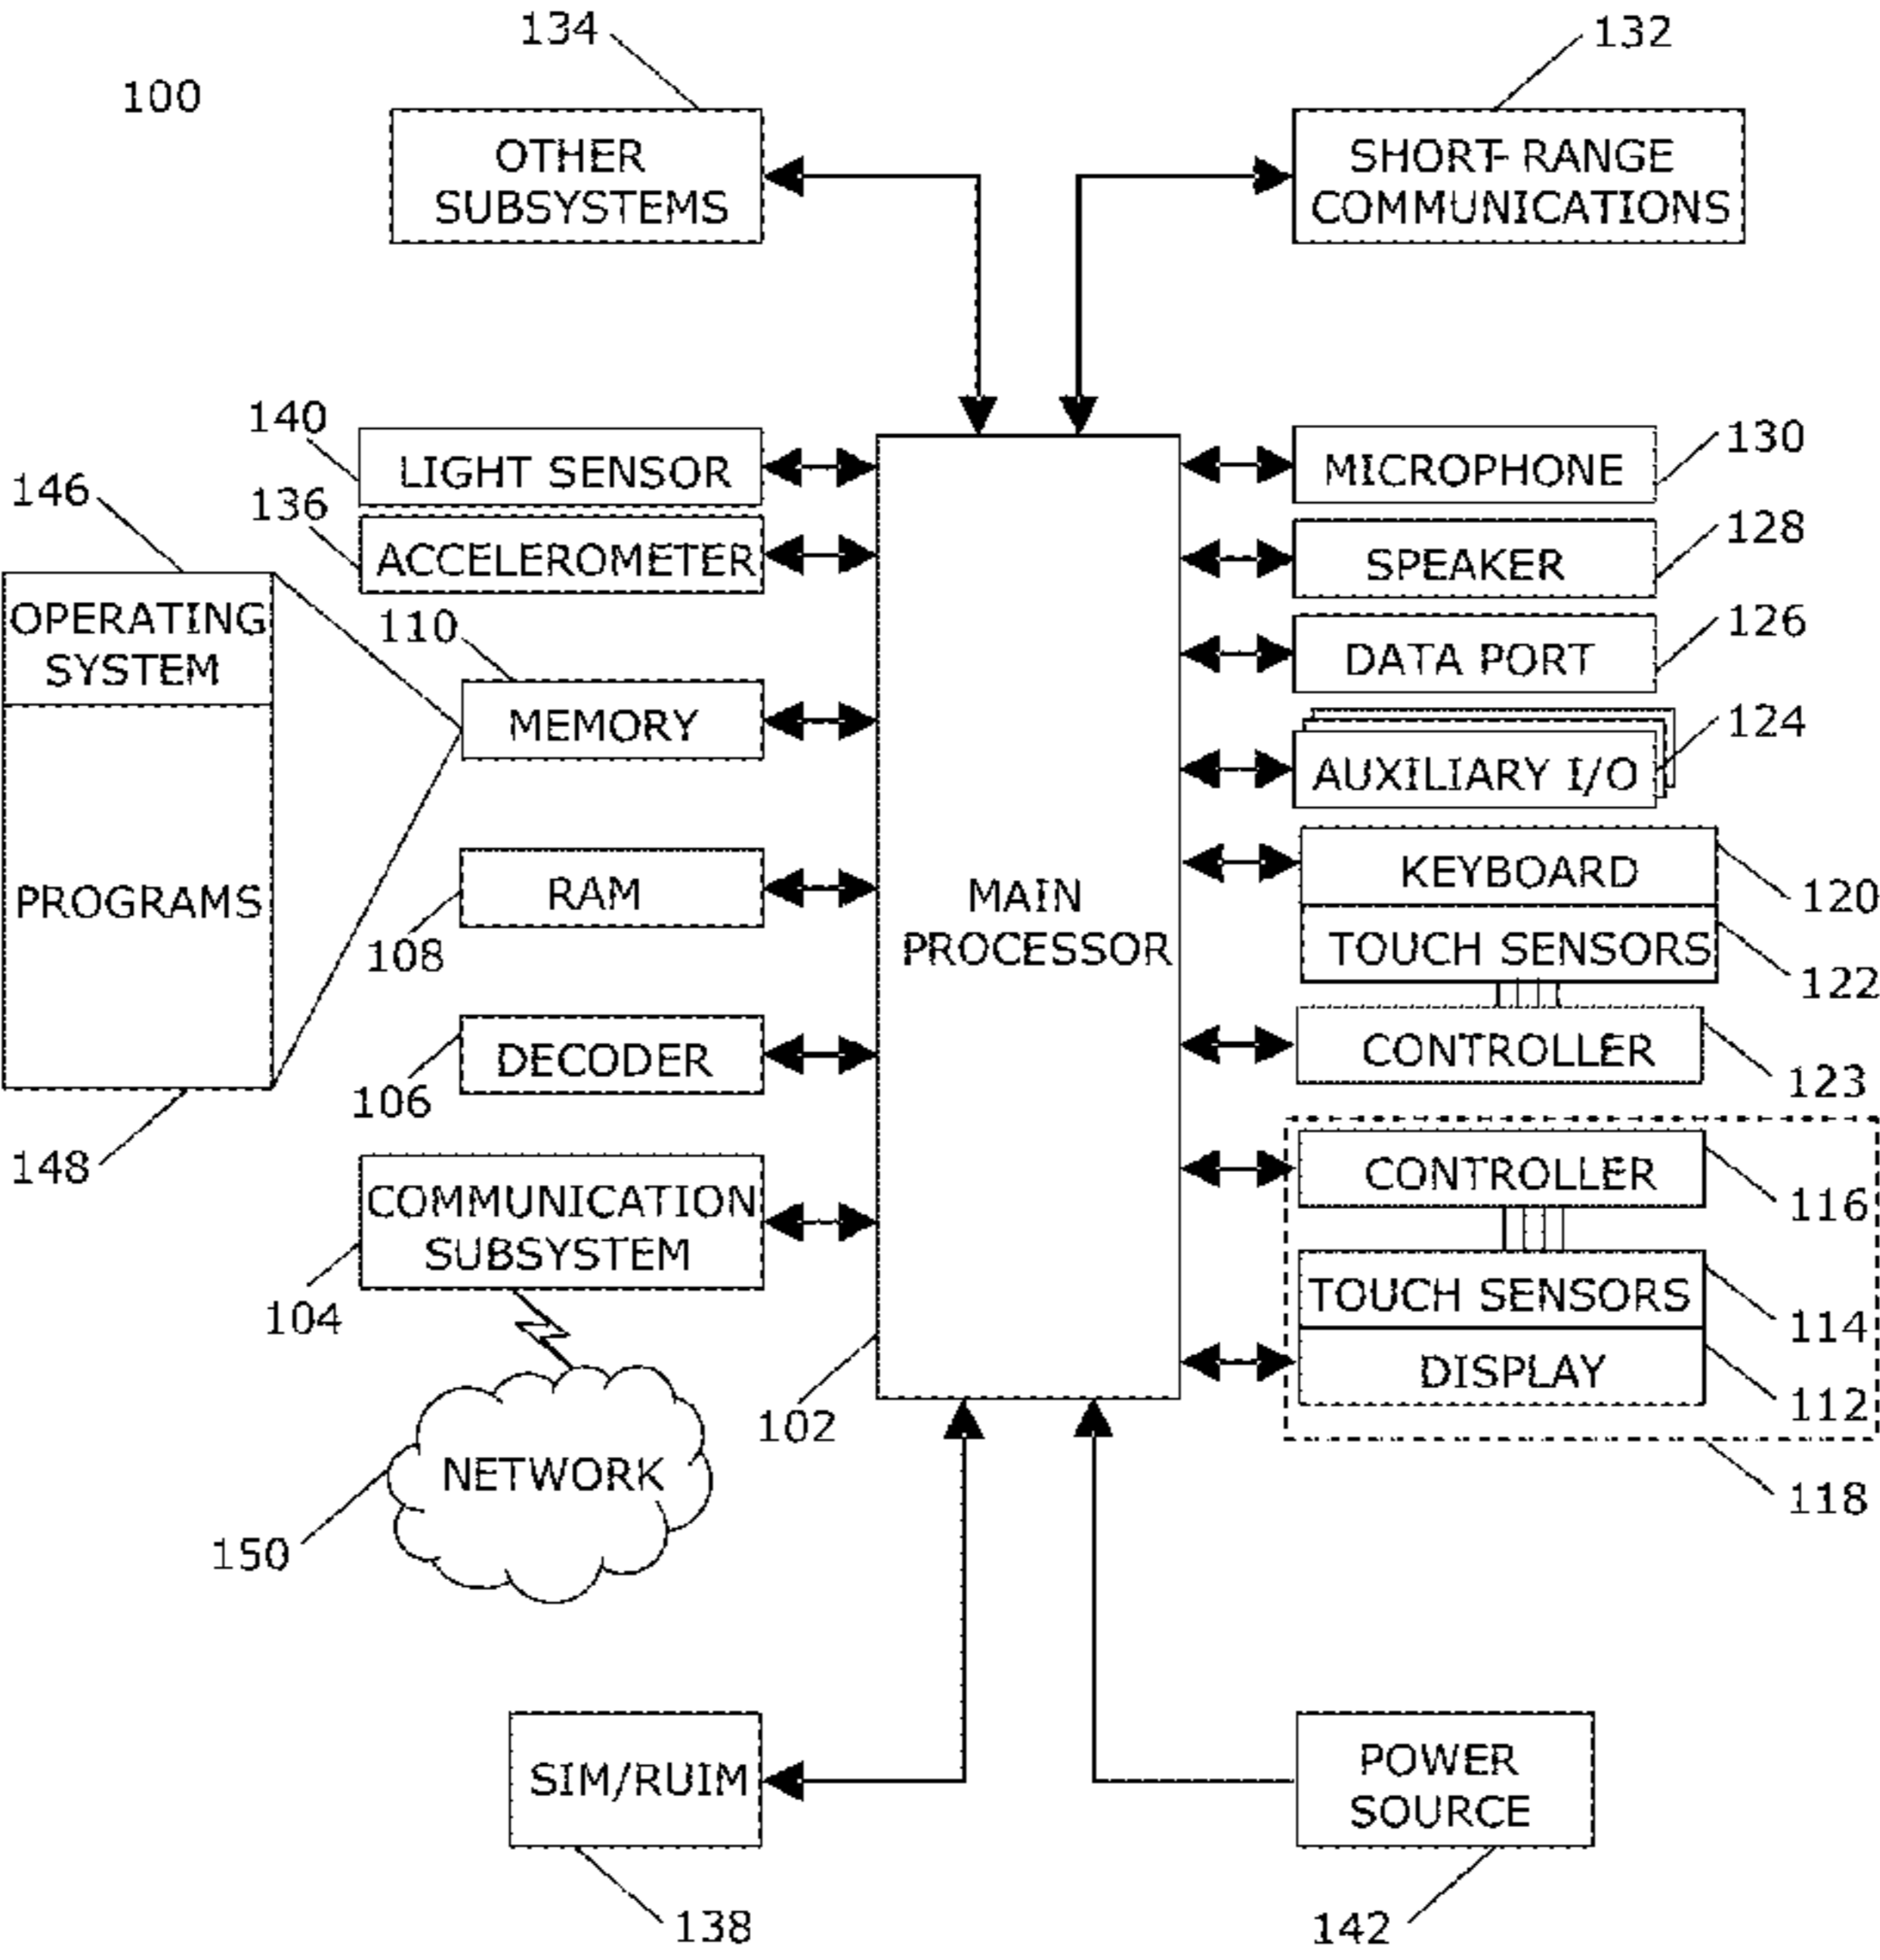 134
132
100
OTHER
SUBSYSTEMS
SHORT-RANGE
COMMUNICATIONS
140
LIGHT SENSOR
MICROPHONE
130
146
136
ACCELEROMETER
SPEAKER
128
OPERATING
SYSTEM
110
MEMORY
DATA PORT
126
AUXILIARY I/O
124
PROGRAMS
RAM
108
MAIN
PROCESSOR
KEYBOARD
120
TOUCH SENSORS
122
DECODER
106
CONTROLLER
123
148
COMMUNICATION
SUBSYSTEM
104
CONTROLLER
116
TOUCH SENSORS
114
DISPLAY
112
102
118
NETWORK
150
SIM/RUIM
138
POWER
SOURCE
142